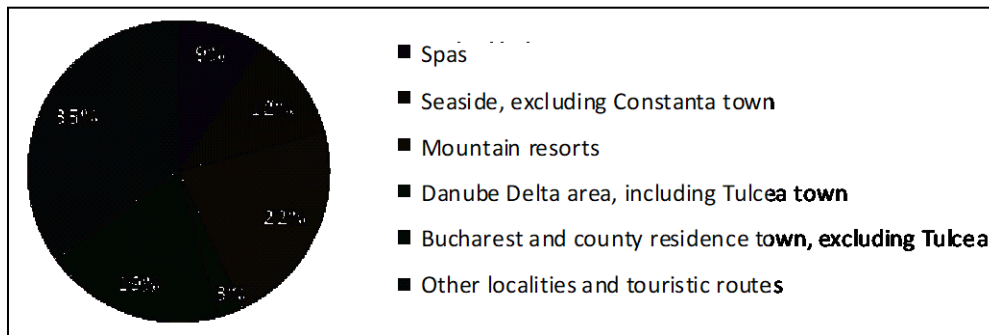 9%
12%
22%
3%
19%
35%
Spas
Seaside, excluding Constanta town
Mountain resorts
Danube Delta area, including Tulcea town
Bucharest and county residence town, excluding Tulcea
Other localities and touristic routes